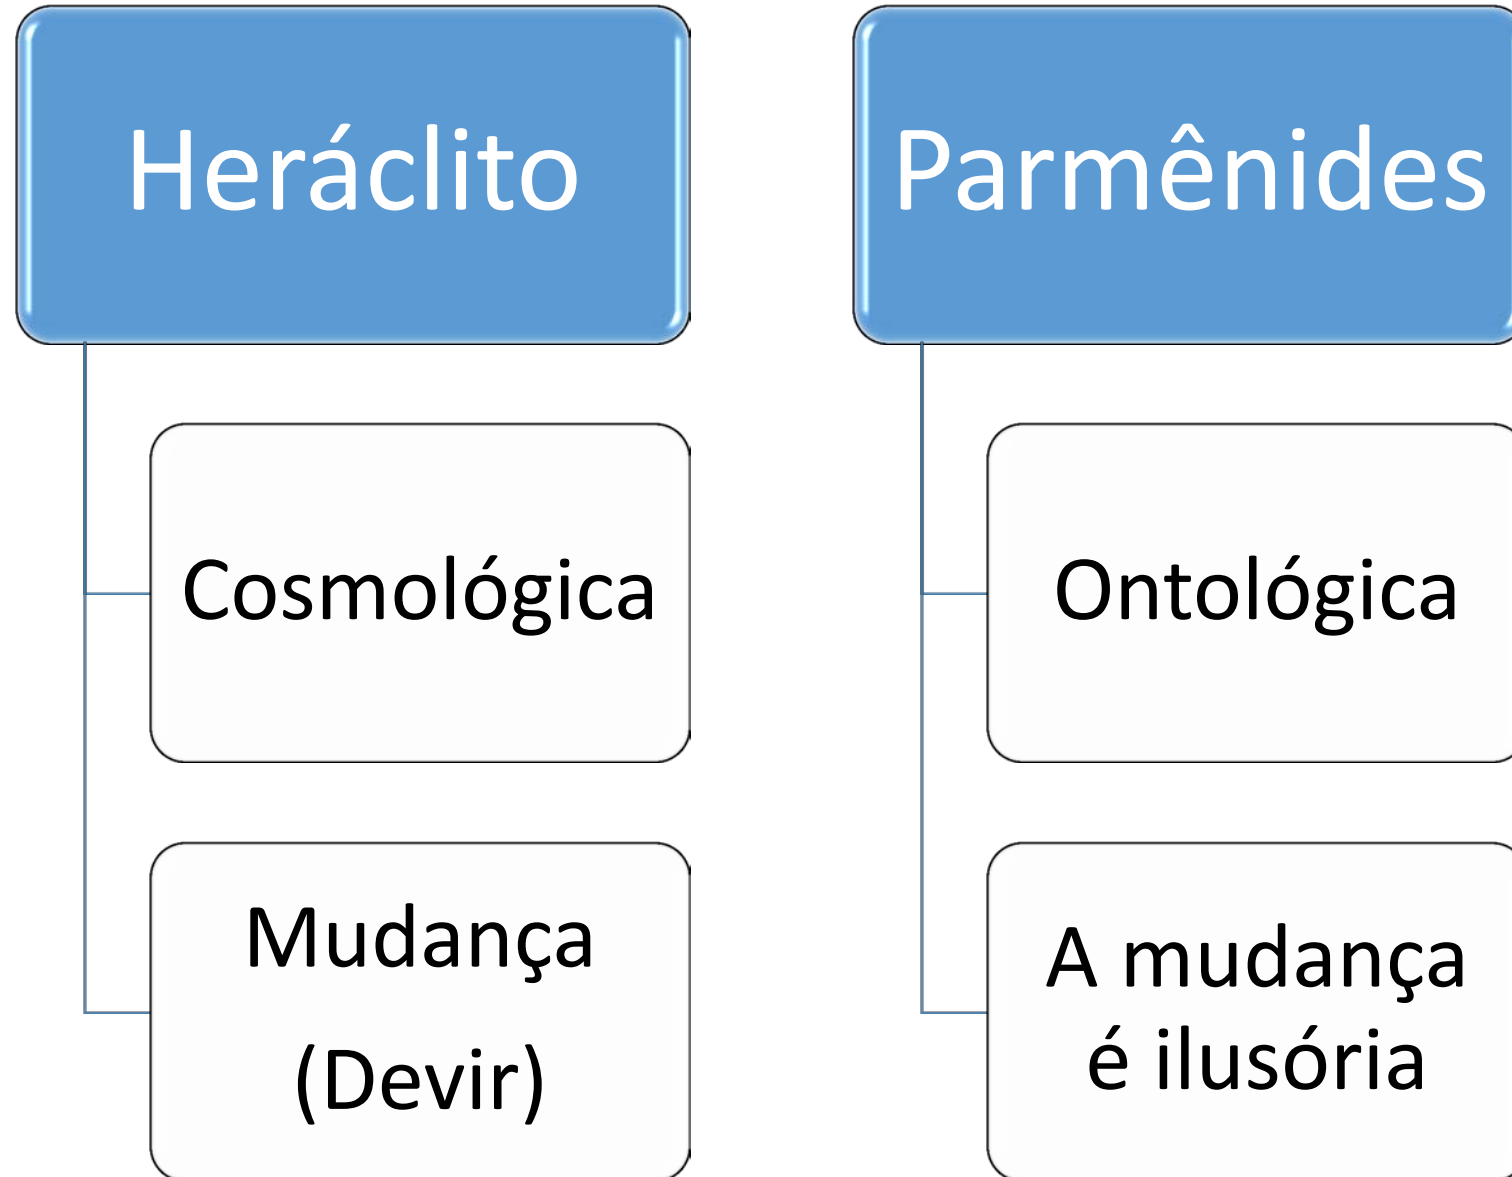 Heráclito
Cosmológica
Mudança
(Devir)
Parmênides
Ontológica
A mudança
é ilusória